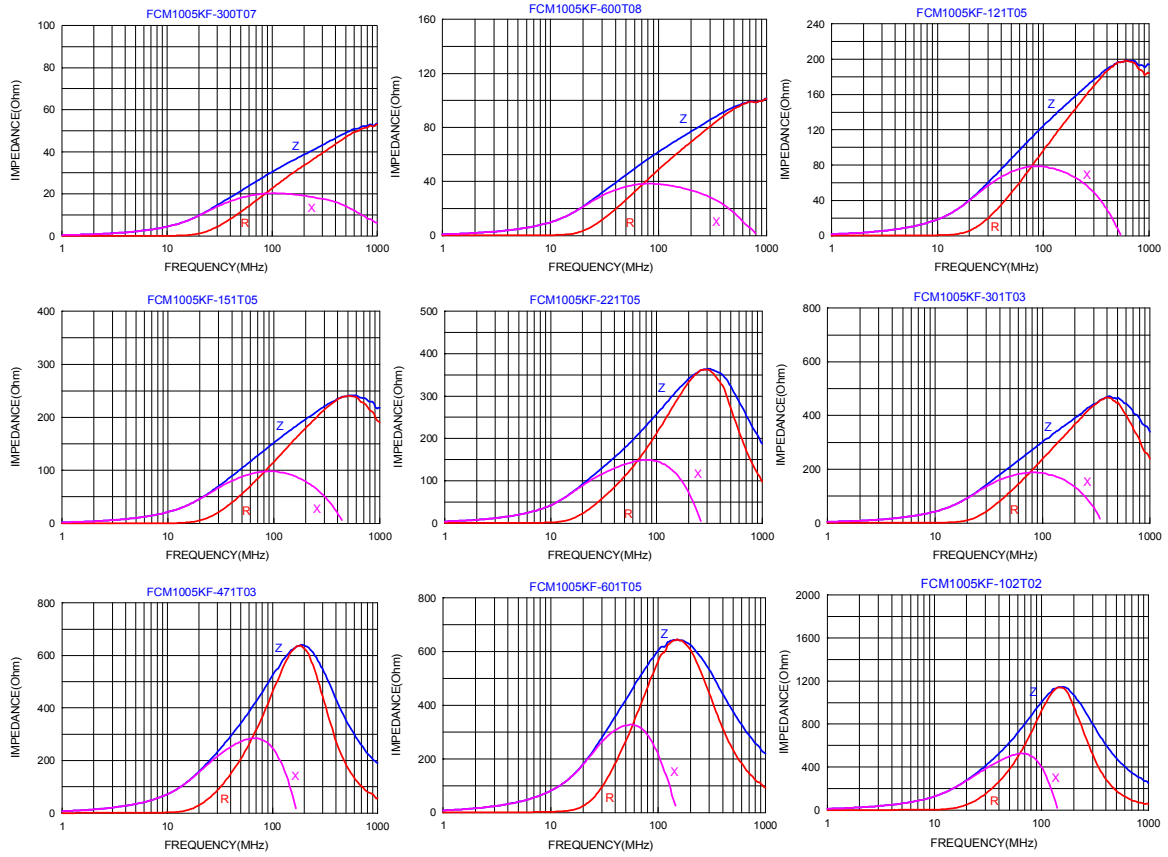 FCM1005KF-300T07
IMPEDANCE(Ohm)
100
80
60
40
20
0
Z
R
X
1
10
100
1000
FREQUENCY(MHz)
FCM1005KF-600T08
IMPEDANCE(Ohm)
160
120
80
40
0
Z
R
X
1
10
100
1000
FREQUENCY(MHz)
FCM1005KF-121T05
IMPEDANCE(Ohm)
240
200
160
120
80
40
0
Z
X
R
1
10
100
1000
FREQUENCY(MHz)
FCM1005KF-151T05
IMPEDANCE(Ohm)
400
300
200
100
0
Z
R
X
1
10
100
1000
FREQUENCY(MHz)
FCM1005KF-221T05
IMPEDANCE(Ohm)
500
400
300
200
100
0
Z
X
R
1
10
100
1000
FREQUENCY(MHz)
FCM1005KF-301T03
IMPEDANCE(Ohm)
800
600
400
200
0
Z
X
R
1
10
100
1000
FREQUENCY(MHz)
FCM1005KF-471T03
IMPEDANCE(Ohm)
800
600
400
200
0
Z
X
R
1
10
100
1000
FREQUENCY(MHz)
FCM1005KF-601T05
IMPEDANCE(Ohm)
800
600
400
200
0
Z
X
R
1
10
100
1000
FREQUENCY(MHz)
FCM1005KF-102T02
IMPEDANCE(Ohm)
2000
1600
1200
800
400
0
Z
X
R
1
10
100
1000
FREQUENCY(MHz)